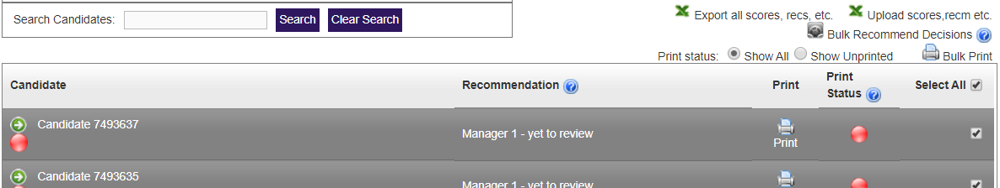 Search Candidates: Search Clear Search
Export all scores, recs, etc. Upload scores,recm etc.
Bulk Recommend Decisions ?
Print status: Show All Show Unprinted Bulk Print
Candidate Recommendation ? Print Print Status ? Select All
Candidate 7493637 Manager 1 - yet to review Print
Candidate 7493635 Manager 1 - yet to review